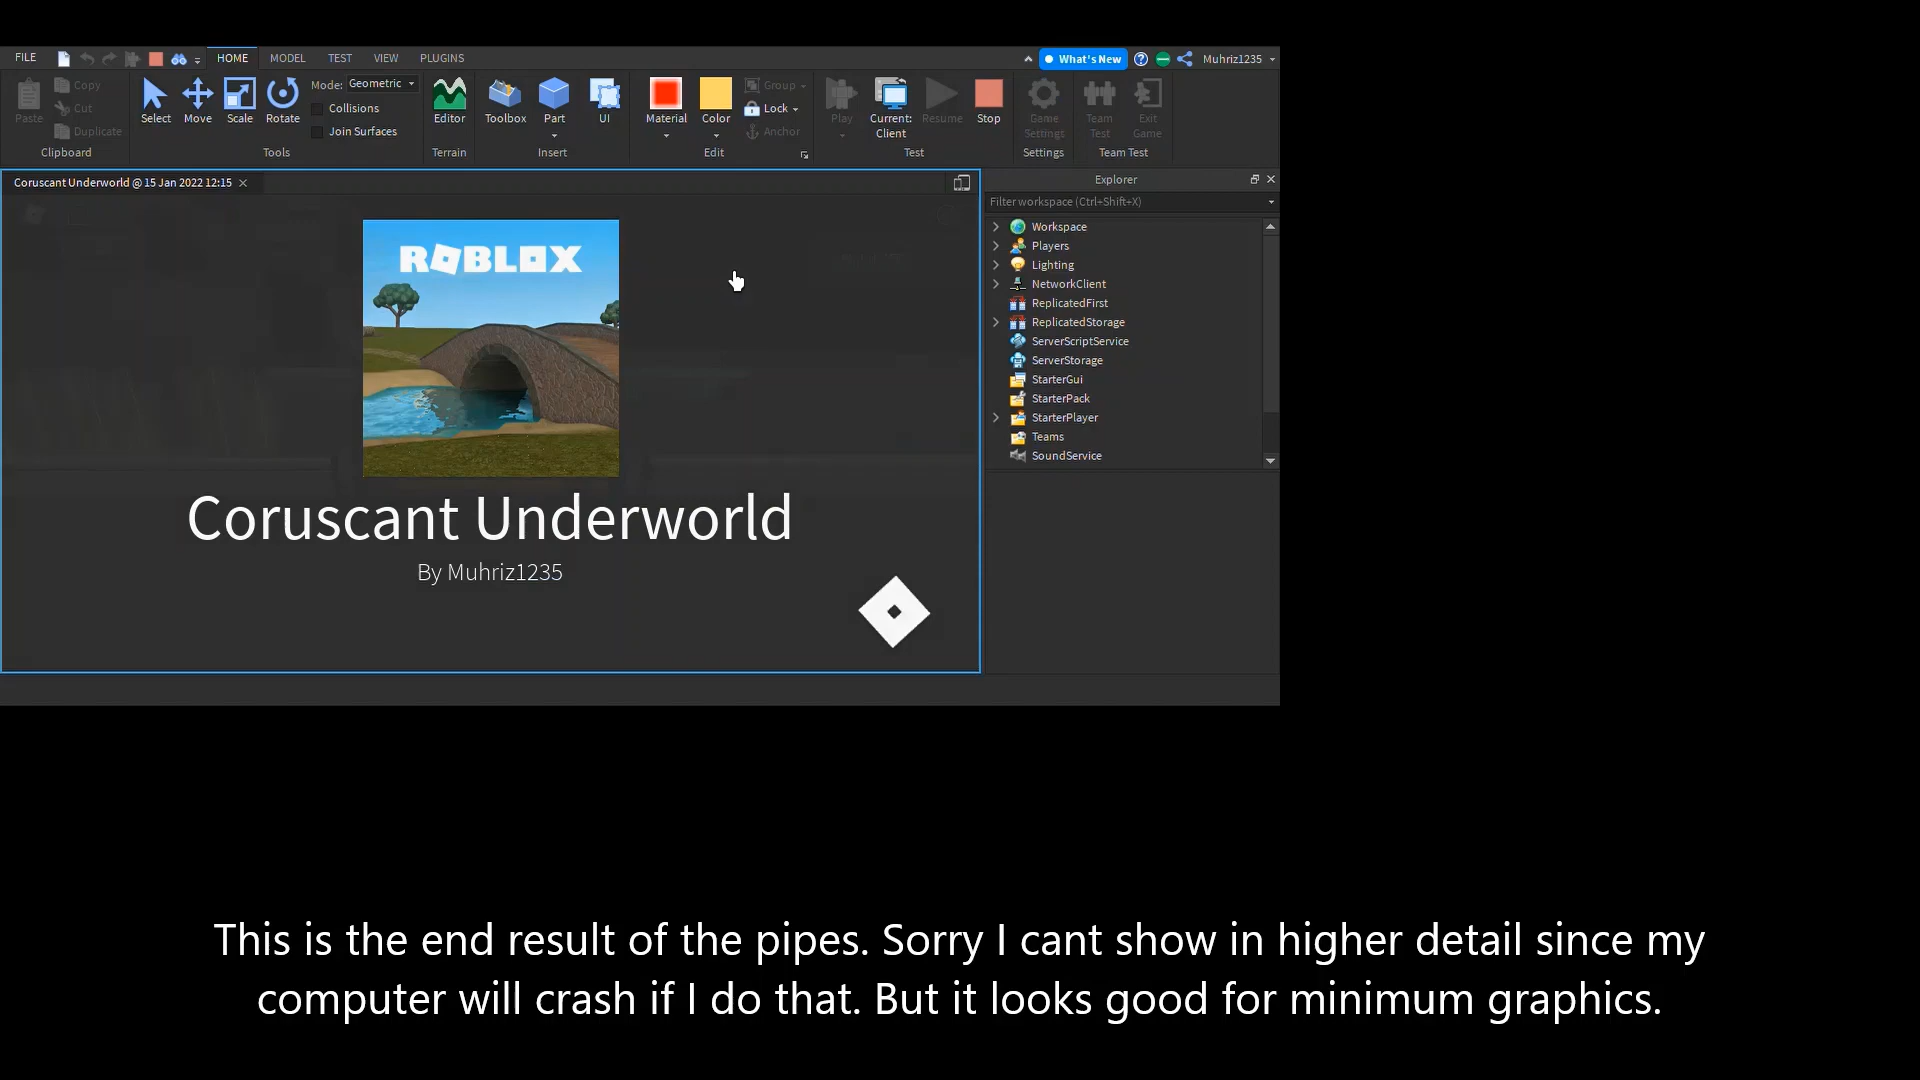 FILE
HOME
MODEL
TEST
VIEW
PLUGINS
What's New
Muhriz1235
Paste
Copy
Cut
Duplicate
Clipboard
Select
Move
Scale
Rotate
Mode: Geometric
Collisions
Join Surfaces
Tools
Editor
Terrain
Toolbox
Part
UI
Insert
Material
Color
Group
Lock
Anchor
Edit
Play
Current:
Client
Resume
Stop
Test
Game
Settings
Settings
Team
Test
Exit
Game
Team Test
Coruscant Underworld @ 15 Jan 2022 12:15
Explorer
Filter workspace (Ctrl+Shift+X)
Workspace
Players
Lighting
NetworkClient
ReplicatedFirst
ReplicatedStorage
ServerScriptService
ServerStorage
StarterGui
StarterPack
StarterPlayer
Teams
SoundService
ROBLOX
Coruscant Underworld
By Muhriz1235
This is the end result of the pipes. Sorry I cant show in higher detail since my
computer will crash if I do that. But it looks good for minimum graphics.